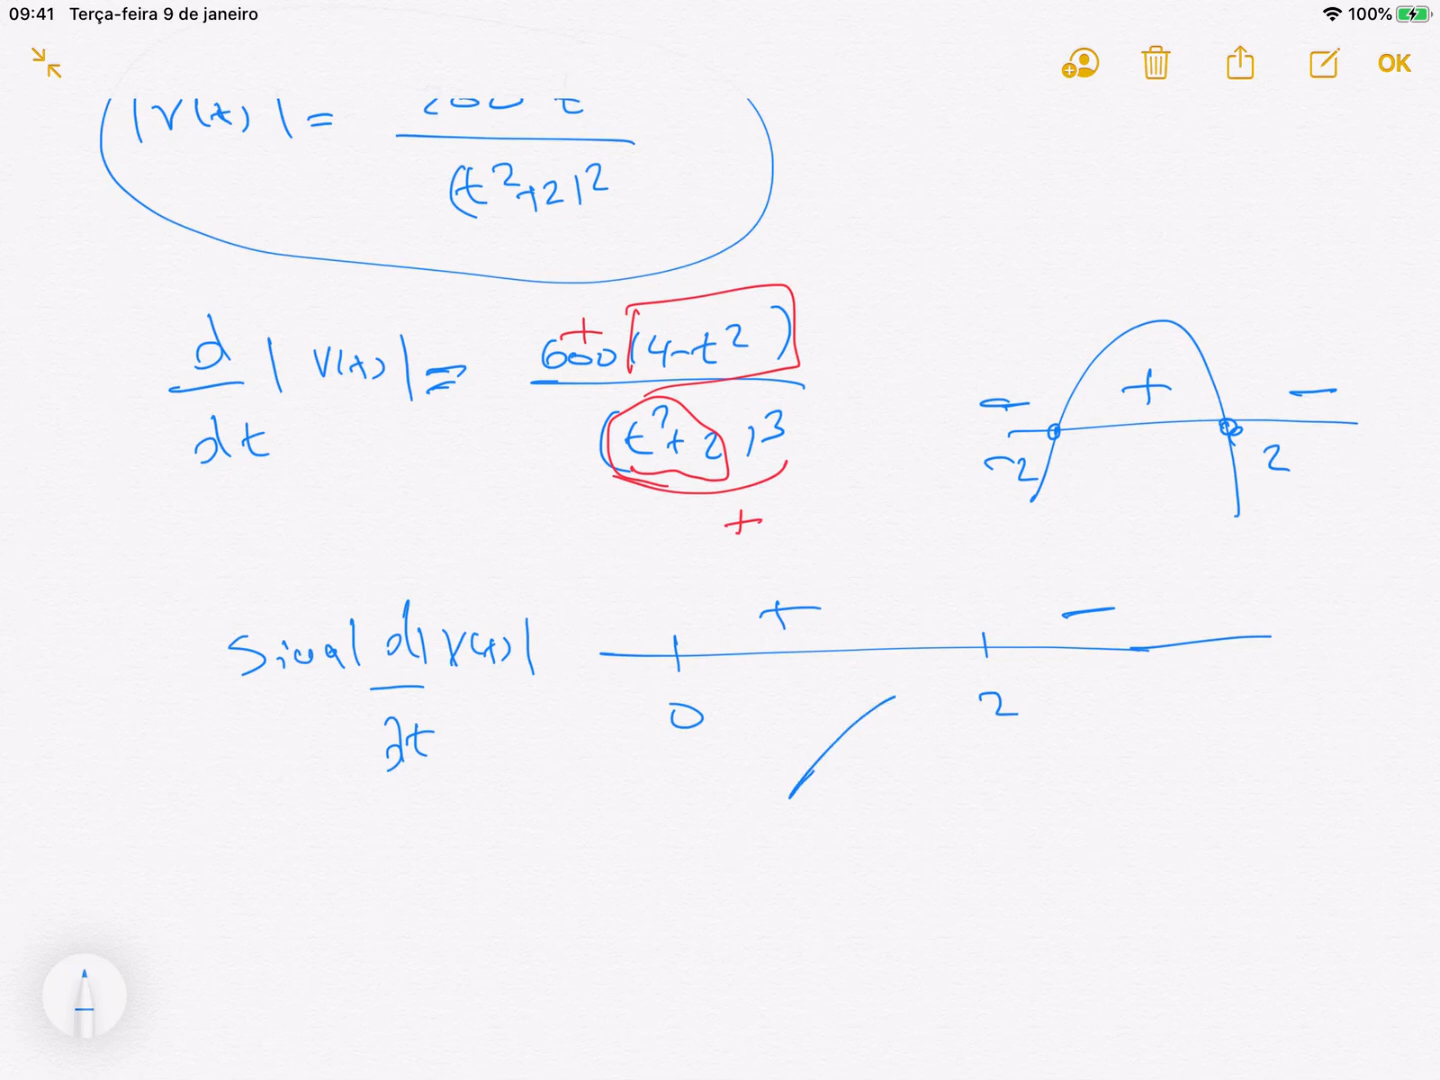 09:41 Terça-feira 9 de janeiro 100%
OK
|V(t)| =
(t²+2)²
d/dt |V(t)| = 600(4-t²)/(t²+2)³
+
+
- + -
-2 2
Sinal d|V(t)|/dt + -
0 2